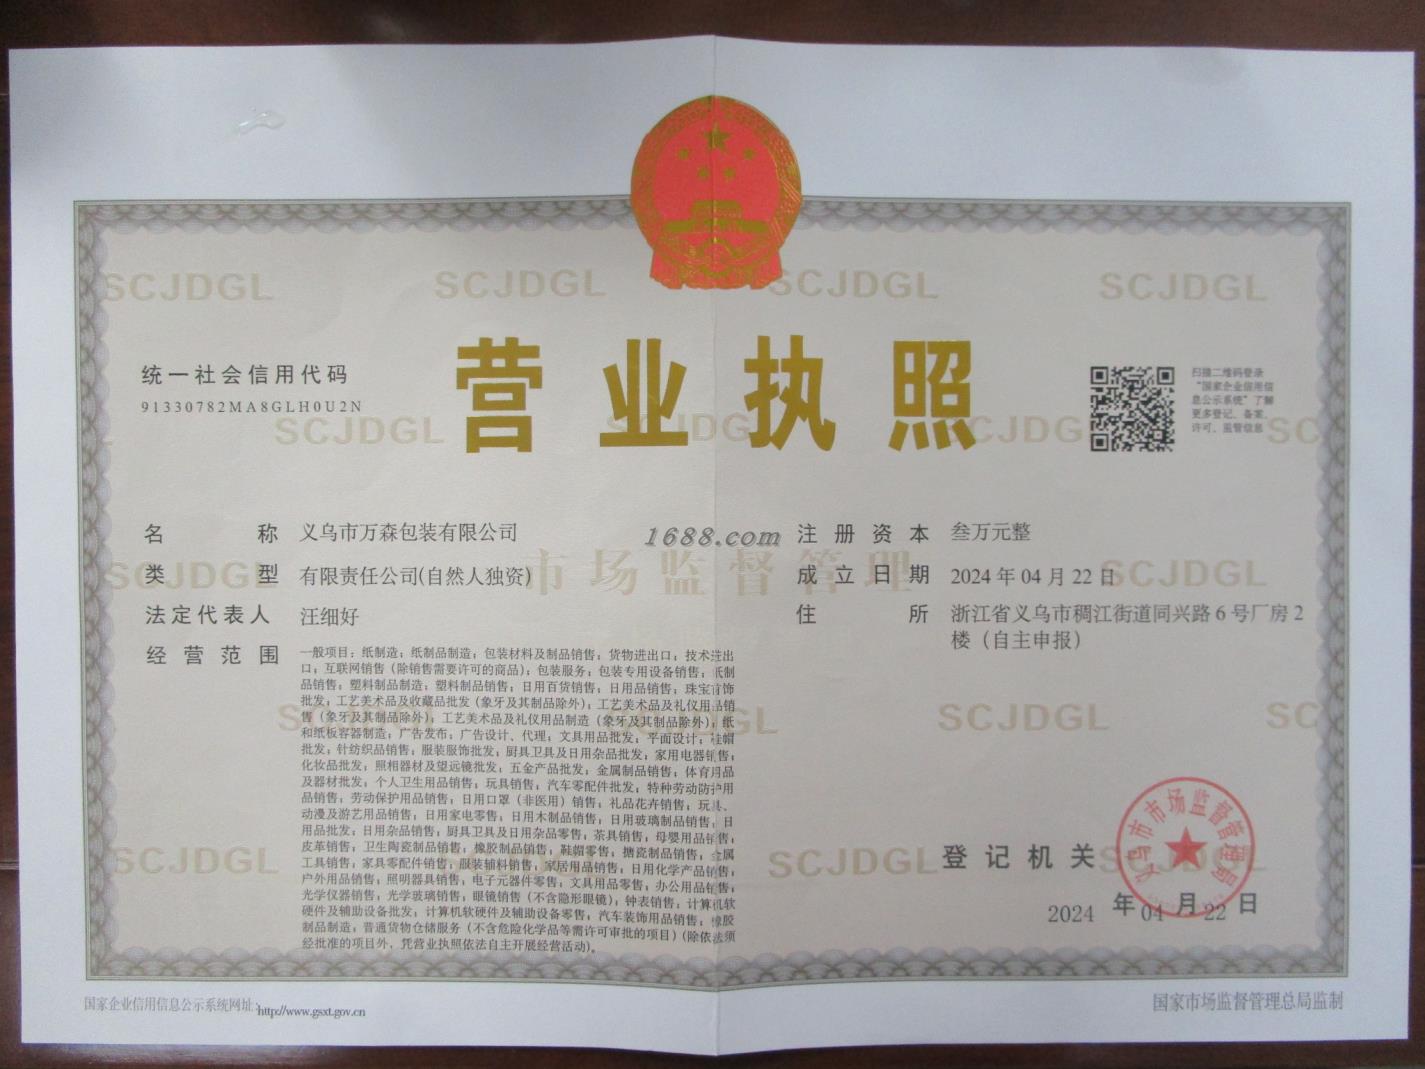 SCJDGL SCJDGL SCJDGL SCJDGL
营业执照
统一社会信用代码
91330782MA8GLH0U2N
扫描二维码登录
“国家企业信用信
息公示系统”了解
更多登记、备案、
许可、监管信息
SCJDGL SCJDGL SCJDGL SC
名称 义乌市万森包装有限公司
类型 有限责任公司(自然人独资)
法定代表人 汪细好
经营范围 一般项目：纸制造；纸制品制造；包装材料及制品销售；货物进出口；技术进出
口；互联网销售（除销售需要许可的商品）；包装服务；包装专用设备销售；纸制
品销售；塑料制品制造；塑料制品销售；日用百货销售；日用品销售；珠宝首饰
批发；工艺美术品及收藏品批发（象牙及其制品除外）；工艺美术品及礼仪用品销
售（象牙及其制品除外）；工艺美术品及礼仪用品制造（象牙及其制品除外）；纸
和纸板容器制造；广告发布；广告设计、代理；文具用品批发；平面设计；鞋帽
批发；针纺织品销售；服装服饰批发；厨具卫具及日用杂品批发；家用电器销售；
化妆品批发；照相器材及望远镜批发；五金产品批发；金属制品销售；体育用品
及器材批发；个人卫生用品销售；玩具销售；汽车零配件批发；特种劳动防护用
品销售；劳动保护用品销售；日用口罩（非医用）销售；礼品花卉销售；玩具、
动漫及游艺用品销售；日用家电零售；日用木制品销售；日用玻璃制品销售；日
用品批发；日用杂品销售；厨具卫具及日用杂品零售；茶具销售；母婴用品销售；
皮革销售；卫生陶瓷制品销售；橡胶制品销售；鞋帽零售；搪瓷制品销售；金属
工具销售；家具零配件销售；服装辅料销售；家居用品销售；日用化学产品销售；
户外用品销售；照明器具销售；电子元器件零售；文具用品零售；办公用品销售；
光学仪器销售；光学玻璃销售；眼镜销售（不含隐形眼镜）；钟表销售；计算机软
硬件及辅助设备批发；计算机软硬件及辅助设备零售；汽车装饰用品销售；橡胶
制品制造；普通货物仓储服务（不含危险化学品等需许可审批的项目）(除依法须
经批准的项目外，凭营业执照依法自主开展经营活动)。
1688.com
注册资本 叁万元整
成立日期 2024年04月22日
住所 浙江省义乌市稠江街道同兴路6号厂房2
楼（自主申报）
市场监督管理
SCJDGL SCJDGL
SCJDGL SCJDGL SCJDGL SC
SCJDGL SCJDGL SCJDGL
登记机关
义乌市市场监督管理局
2024年04月22日
国家企业信用信息公示系统网址：http://www.gsxt.gov.cn
国家市场监督管理总局监制